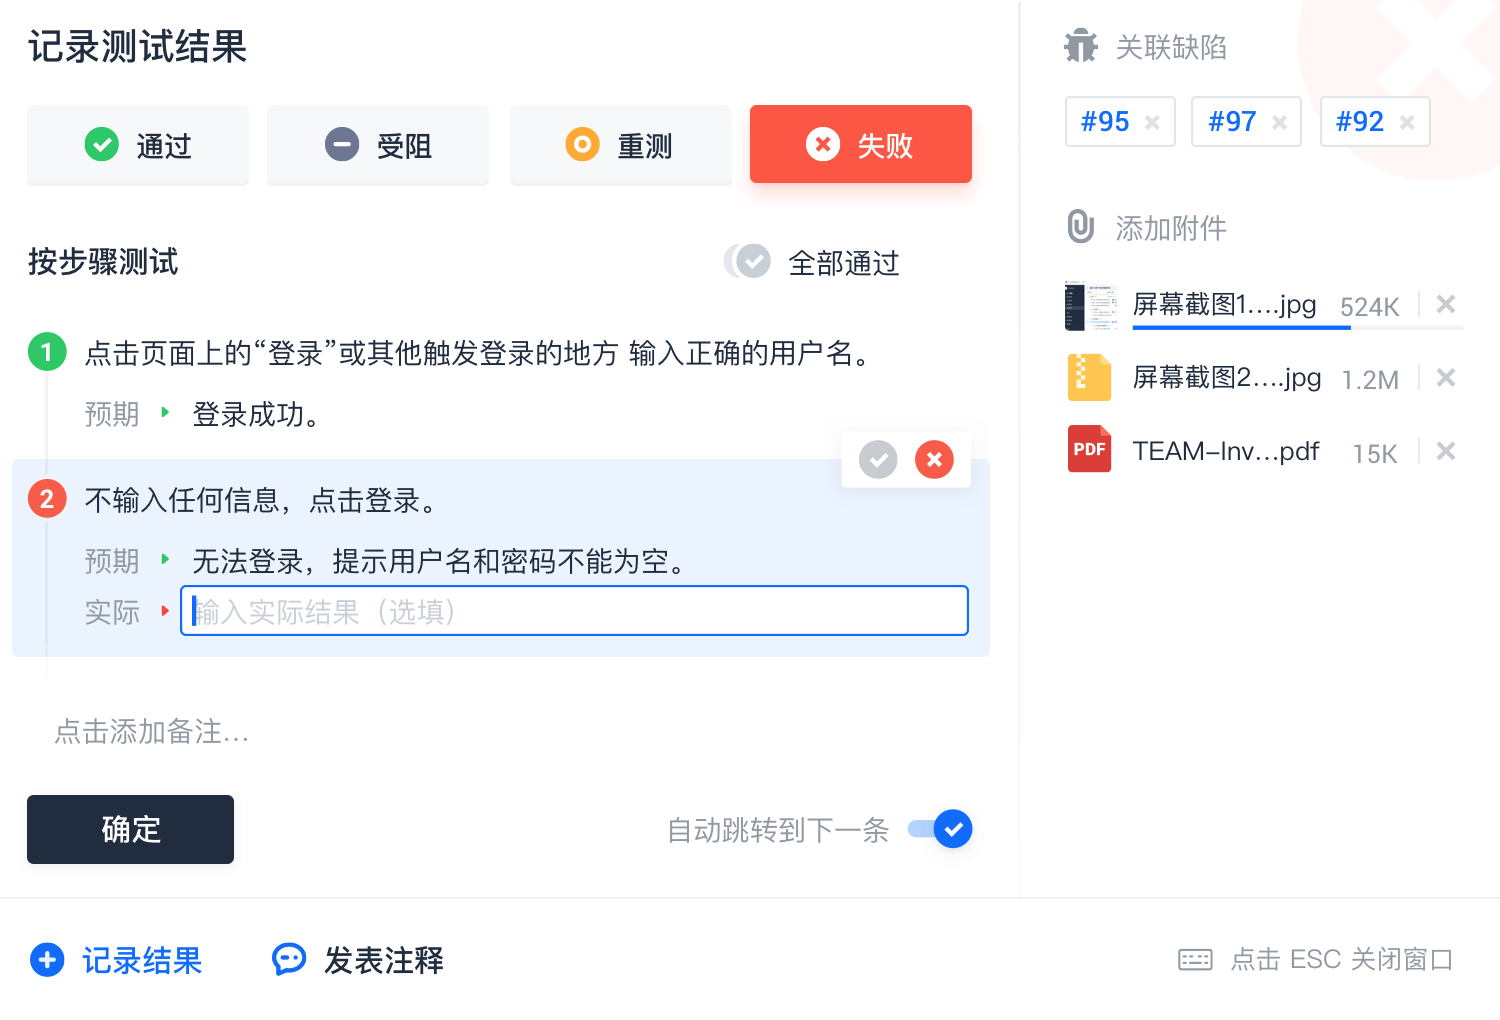 记录测试结果
通过
受阻
重测
失败
按步骤测试
全部通过
1 点击页面上的“登录”或其他触发登录的地方 输入正确的用户名。
预期 登录成功。
2 不输入任何信息，点击登录。
预期 无法登录，提示用户名和密码不能为空。
实际 输入实际结果（选填）
点击添加备注...
确定
自动跳转到下一条
关联缺陷
#95
#97
#92
添加附件
屏幕截图1....jpg 524K
屏幕截图2....jpg 1.2M
PDF TEAM-Inv...pdf 15K
记录结果
发表注释
点击 ESC 关闭窗口